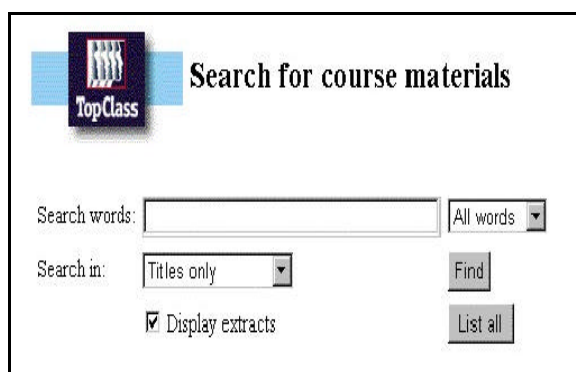 TopClass
Search for course materials
Search words: All words
Search in: Titles only Find
Display extracts List all